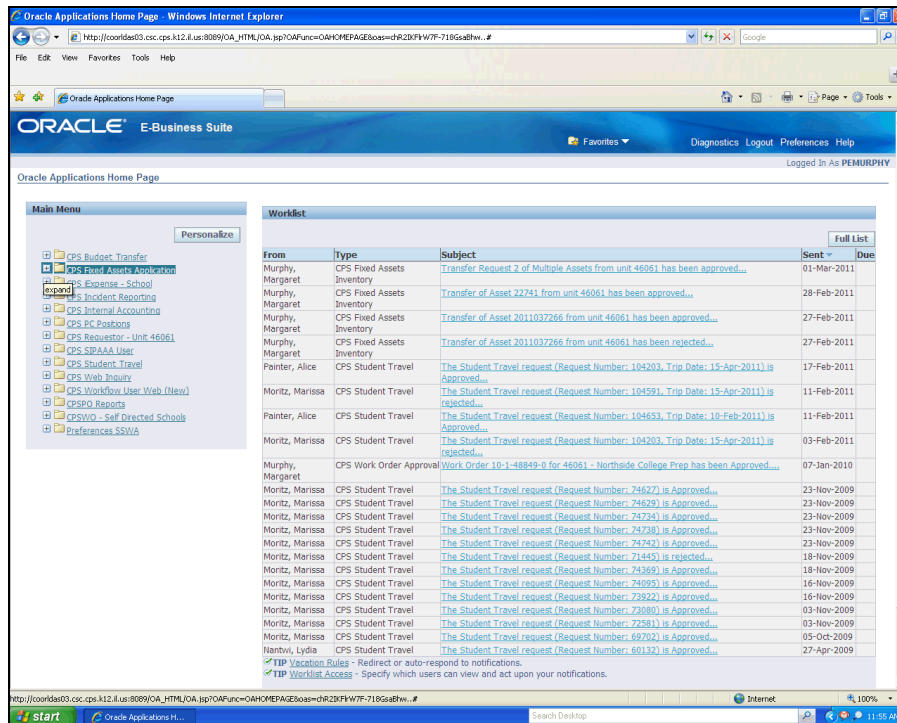 Oracle Applications Home Page - Windows Internet Explorer
http://coorldas03.csc.cps.k12.il.us:8089/OA_HTML/OA.jsp?OAFunc=OAHOMEPAGE&oas=chR2IKFlrW7F-718GsaBhw..#
Google
File Edit View Favorites Tools Help
Oracle Applications Home Page
Page Tools
ORACLE E-Business Suite
Favorites Diagnostics Logout Preferences Help
Logged In As PEMURPHY
Oracle Applications Home Page
Main Menu
Personalize
CPS Budget Transfer
CPS Fixed Assets Application
CPS iExpense - School
expand
CPS Incident Reporting
CPS Internal Accounting
CPS PC Positions
CPS Requestor - Unit 46061
CPS SIPAAA User
CPS Student Travel
CPS Web Inquiry
CPS Workflow User Web (New)
CPSPO Reports
CPSWO - Self Directed Schools
Preferences SSWA
Worklist
Full List
From Type Subject Sent Due
Murphy, Margaret CPS Fixed Assets Inventory Transfer Request 2 of Multiple Assets from unit 46061 has been approved... 01-Mar-2011
Murphy, Margaret CPS Fixed Assets Inventory Transfer of Asset 22741 from unit 46061 has been approved... 28-Feb-2011
Murphy, Margaret CPS Fixed Assets Inventory Transfer of Asset 2011037266 from unit 46061 has been approved... 27-Feb-2011
Murphy, Margaret CPS Fixed Assets Inventory Transfer of Asset 2011037266 from unit 46061 has been rejected... 27-Feb-2011
Painter, Alice CPS Student Travel The Student Travel request (Request Number: 104203, Trip Date: 15-Apr-2011) is Approved... 17-Feb-2011
Moritz, Marissa CPS Student Travel The Student Travel request (Request Number: 104591, Trip Date: 15-Apr-2011) is rejected... 11-Feb-2011
Painter, Alice CPS Student Travel The Student Travel request (Request Number: 104653, Trip Date: 10-Feb-2011) is Approved... 11-Feb-2011
Moritz, Marissa CPS Student Travel The Student Travel request (Request Number: 104203, Trip Date: 15-Apr-2011) is rejected... 03-Feb-2011
Murphy, Margaret CPS Work Order Approval Work Order 10-1-48849-0 for 46061 - Northside College Prep has been Approved.... 07-Jan-2010
Moritz, Marissa CPS Student Travel The Student Travel request (Request Number: 74627) is Approved... 23-Nov-2009
Moritz, Marissa CPS Student Travel The Student Travel request (Request Number: 74629) is Approved... 23-Nov-2009
Moritz, Marissa CPS Student Travel The Student Travel request (Request Number: 74734) is Approved... 23-Nov-2009
Moritz, Marissa CPS Student Travel The Student Travel request (Request Number: 74738) is Approved... 23-Nov-2009
Moritz, Marissa CPS Student Travel The Student Travel request (Request Number: 74742) is Approved... 23-Nov-2009
Moritz, Marissa CPS Student Travel The Student Travel request (Request Number: 71445) is rejected... 18-Nov-2009
Moritz, Marissa CPS Student Travel The Student Travel request (Request Number: 74369) is Approved... 18-Nov-2009
Moritz, Marissa CPS Student Travel The Student Travel request (Request Number: 74095) is Approved... 16-Nov-2009
Moritz, Marissa CPS Student Travel The Student Travel request (Request Number: 73922) is Approved... 16-Nov-2009
Moritz, Marissa CPS Student Travel The Student Travel request (Request Number: 73080) is Approved... 03-Nov-2009
Moritz, Marissa CPS Student Travel The Student Travel request (Request Number: 72581) is Approved... 03-Nov-2009
Moritz, Marissa CPS Student Travel The Student Travel request (Request Number: 69702) is Approved... 05-Oct-2009
Nantwi, Lydia CPS Student Travel The Student Travel request (Request Number: 60132) is Approved... 27-Apr-2009
TIP Vacation Rules - Redirect or auto-respond to notifications.
TIP Worklist Access - Specify which users can view and act upon your notifications.
http://coorldas03.csc.cps.k12.il.us:8089/OA_HTML/OA.jsp?OAFunc=OAHOMEPAGE&oas=chR2IKFlrW7F-718GsaBhw..# Internet 100%
start Oracle Applications H... Search Desktop 11:55 AM